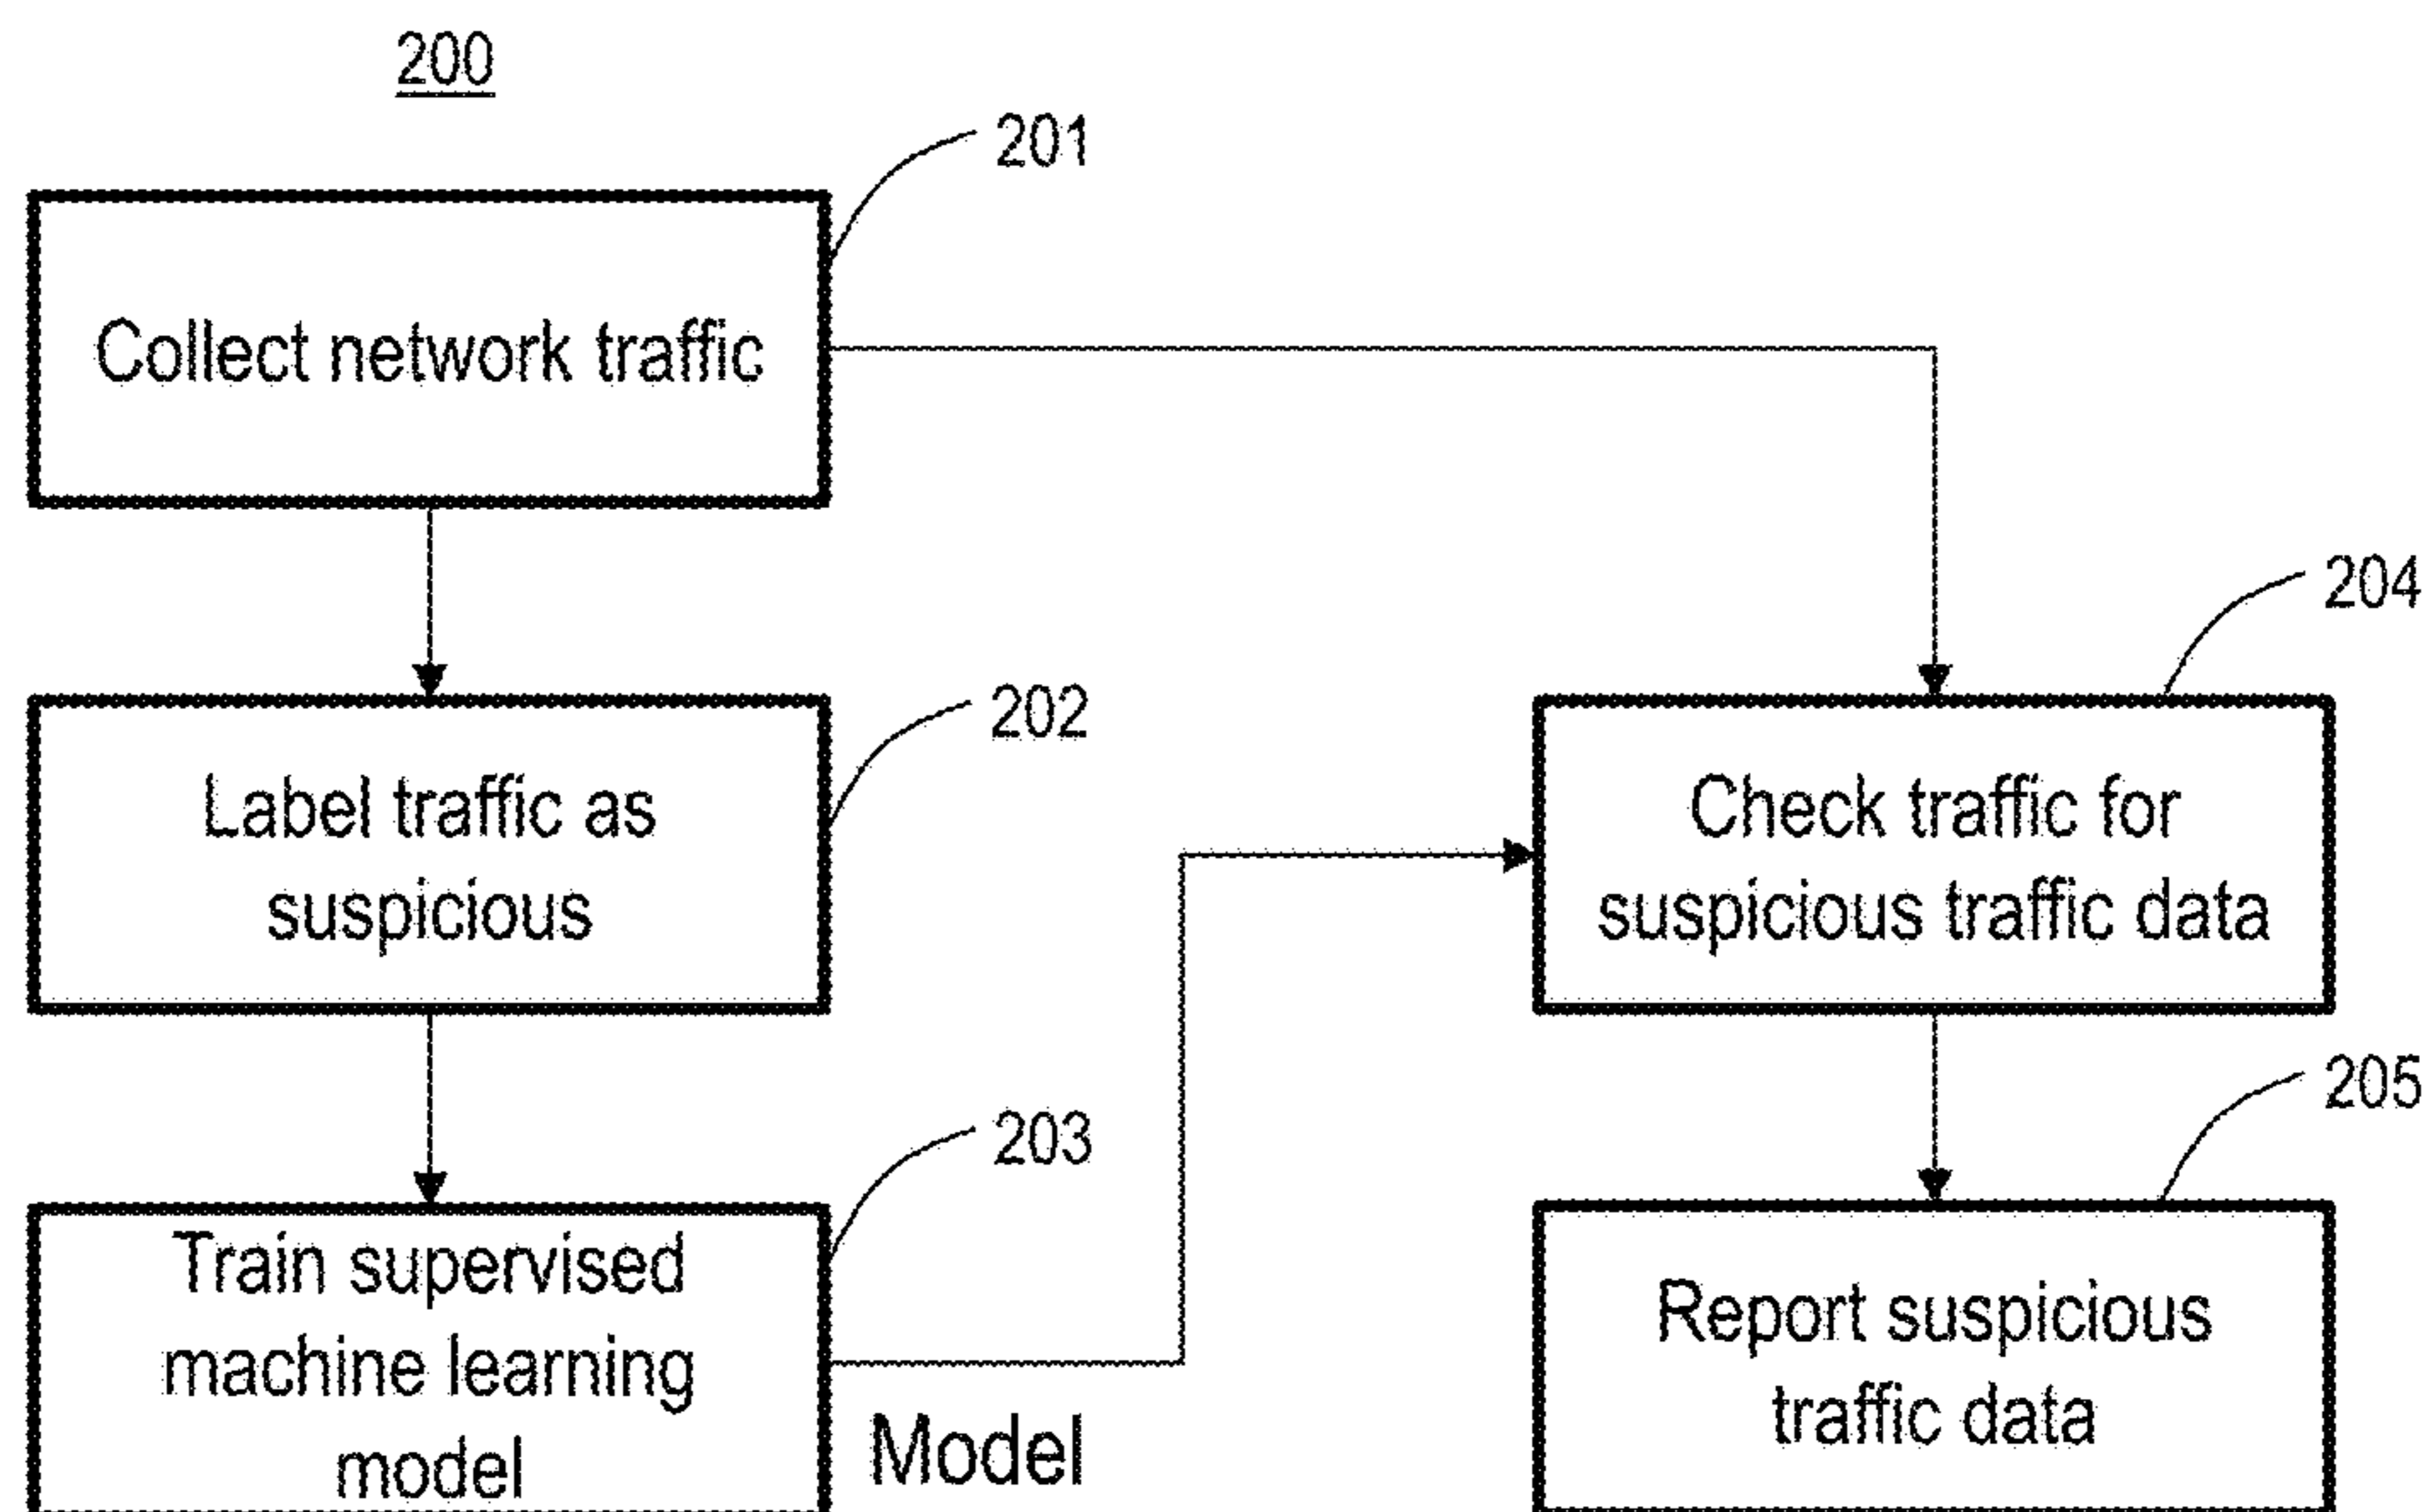 200
201
Collect network traffic
204
202
Label traffic as
suspicious
Check traffic for
suspicious traffic data
205
203
Train supervised
machine learning
model
Model
Report suspicious
traffic data